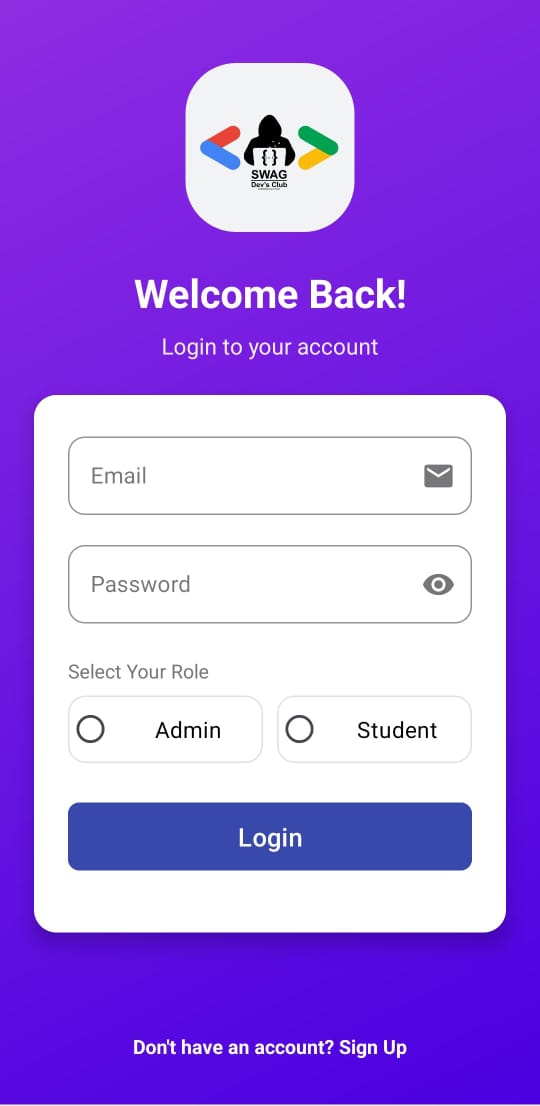 { }
SWAG
Dev's Club
Welcome Back!
Login to your account
Email
Password
Select Your Role
Admin
Student
Login
Don't have an account? Sign Up